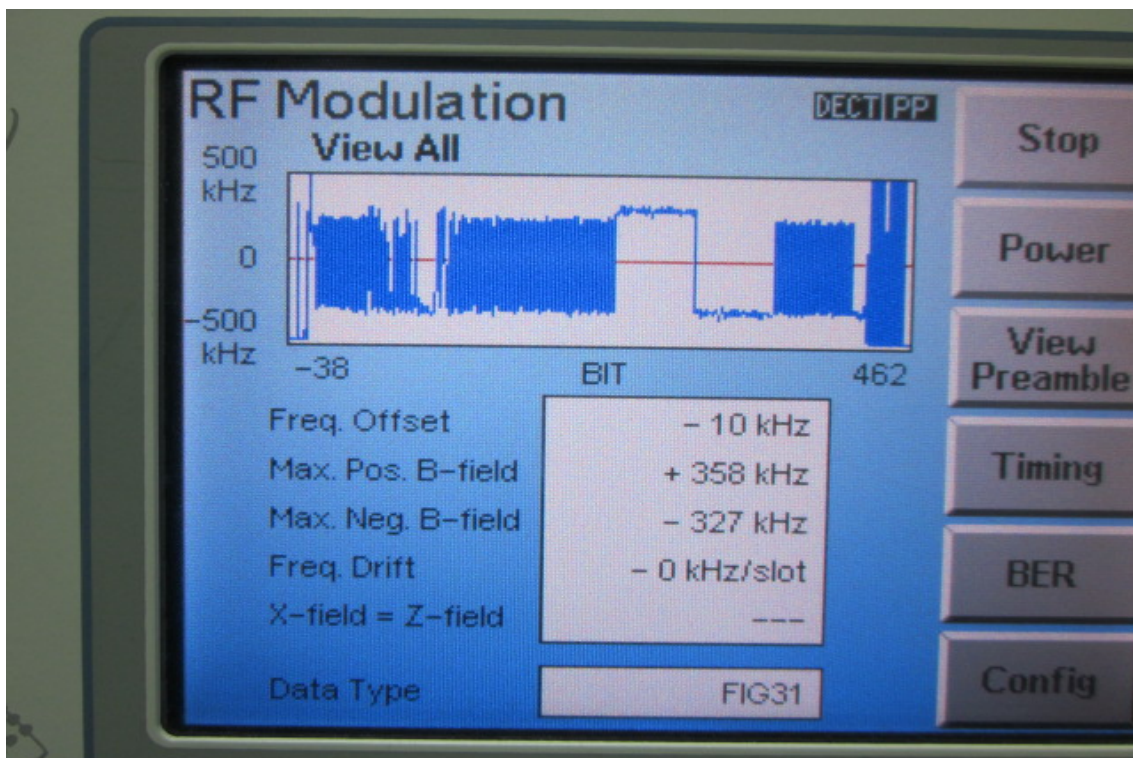 RF Modulation DECT PP
View All
500
kHz
0
-500
kHz
-38 BIT 462
Freq. Offset - 10 kHz
Max. Pos. B-field + 358 kHz
Max. Neg. B-field - 327 kHz
Freq. Drift - 0 kHz/slot
X-field = Z-field ---
Data Type FIG31
Stop
Power
View
Preamble
Timing
BER
Config